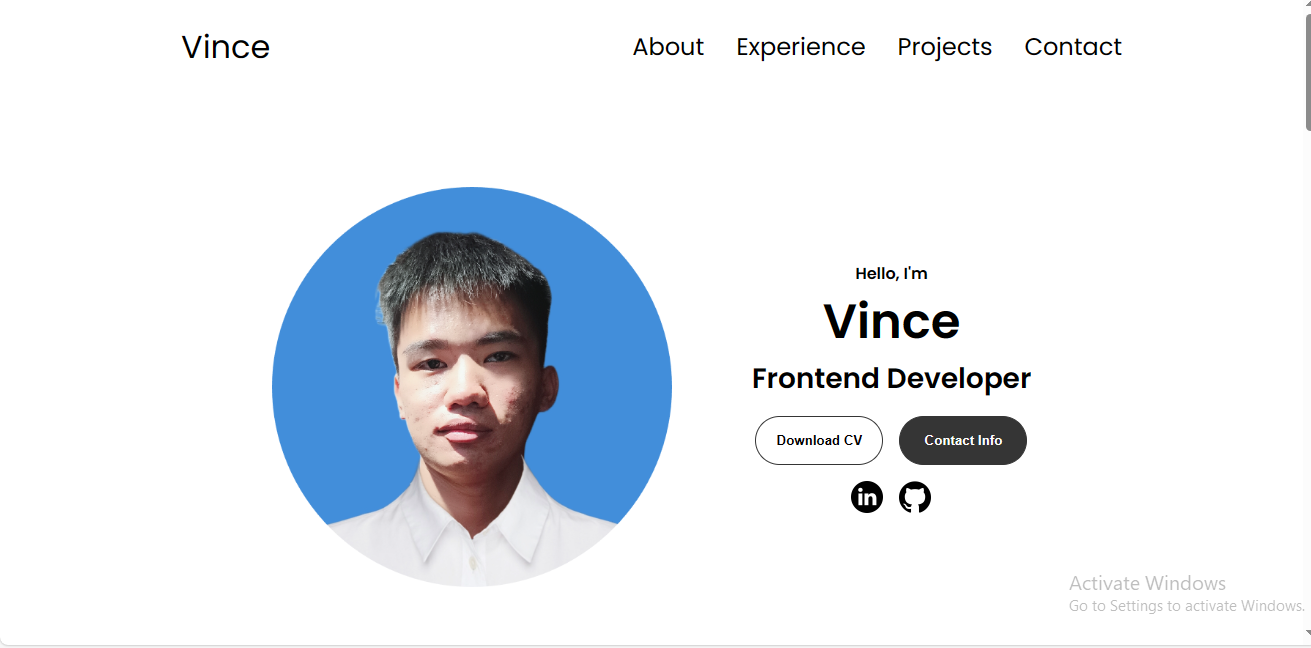 Vince
About Experience Projects Contact
Hello, I'm
Vince
Frontend Developer
Download CV Contact Info
in
Activate Windows
Go to Settings to activate Windows.